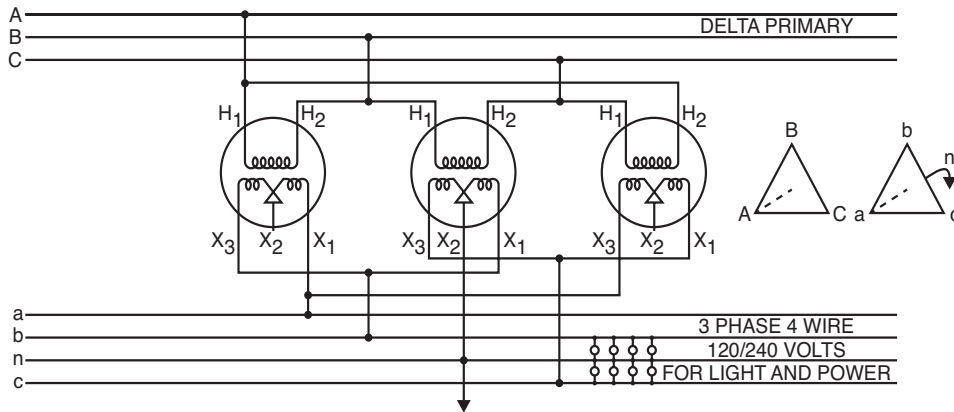 A
DELTA PRIMARY
B
C
H1 H2 H1 H2 H1 H2
B b
n
A C a c
X3 X2 X1 X3 X2 X1 X3 X2 X1
a
3 PHASE 4 WIRE
b
120/240 VOLTS
n
FOR LIGHT AND POWER
c